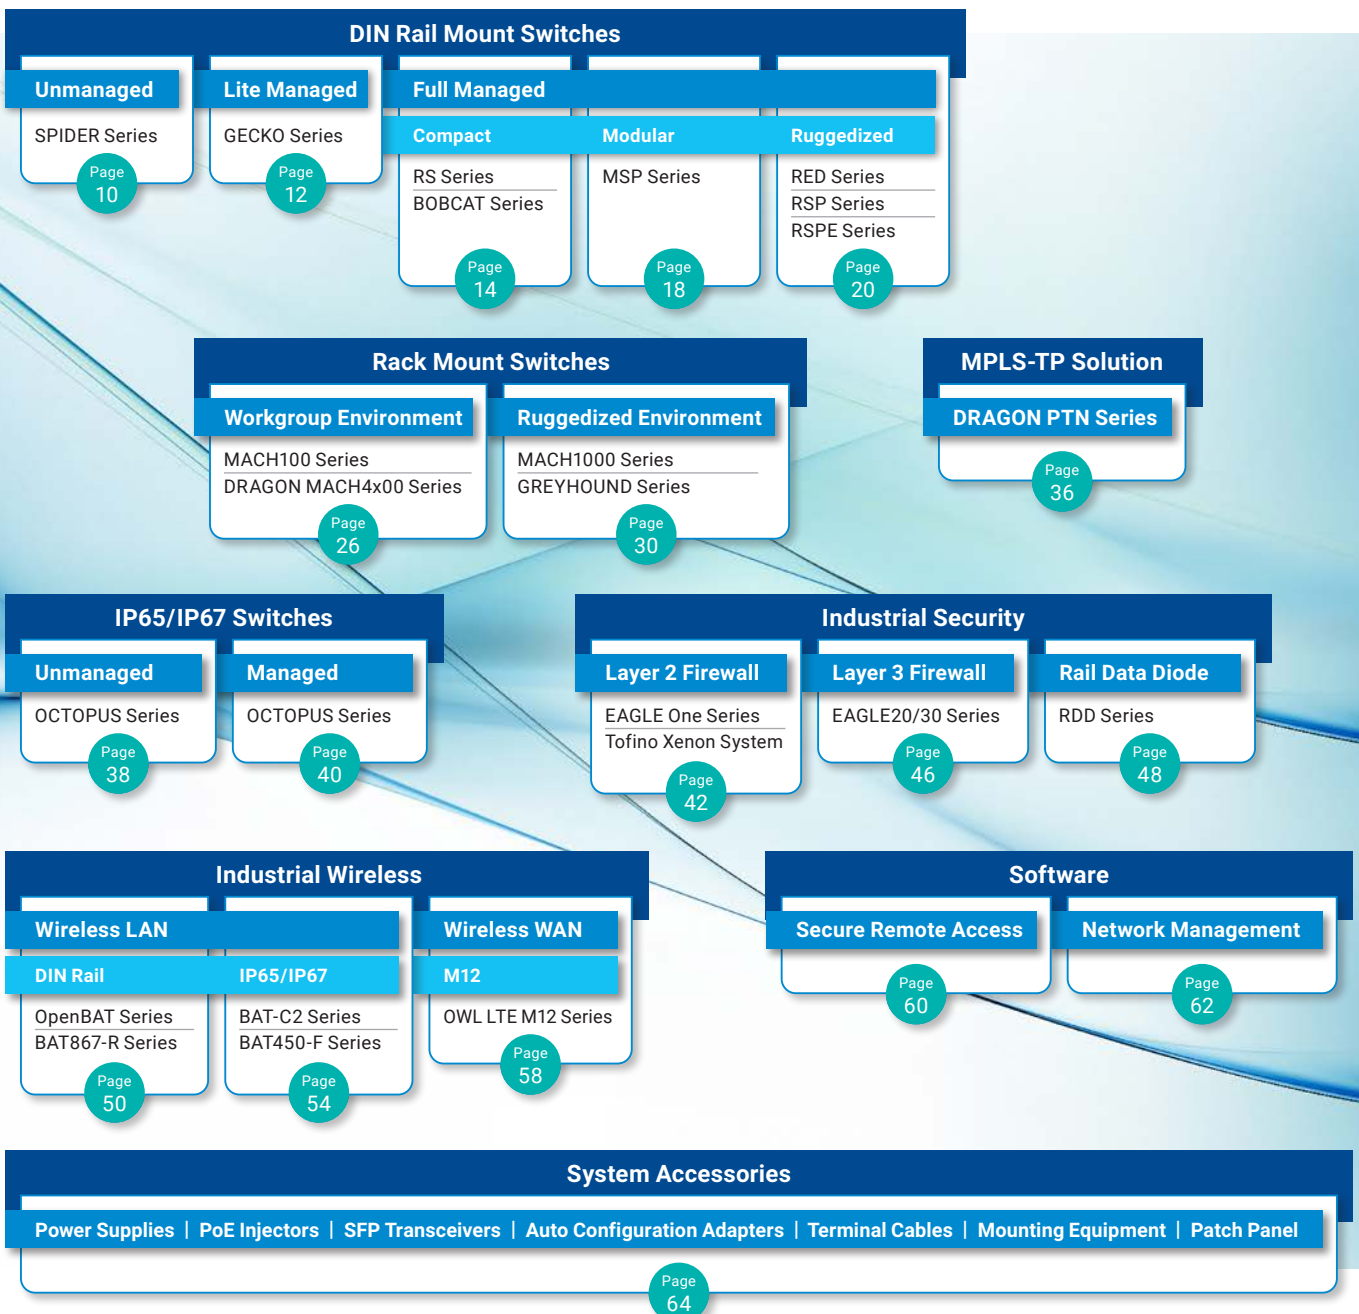 DIN Rail Mount Switches
Unmanaged
SPIDER Series
Page
10
Lite Managed
GECKO Series
Page
12
Full Managed
Compact
RS Series
BOBCAT Series
Page
14
Modular
MSP Series
Page
18
Ruggedized
RED Series
RSP Series
RSPE Series
Page
20
Rack Mount Switches
Workgroup Environment
MACH100 Series
DRAGON MACH4x00 Series
Page
26
Ruggedized Environment
MACH1000 Series
GREYHOUND Series
Page
30
MPLS-TP Solution
DRAGON PTN Series
Page
36
IP65/IP67 Switches
Unmanaged
OCTOPUS Series
Page
38
Managed
OCTOPUS Series
Page
40
Industrial Security
Layer 2 Firewall
EAGLE One Series
Tofino Xenon System
Page
42
Layer 3 Firewall
EAGLE20/30 Series
Page
46
Rail Data Diode
RDD Series
Page
48
Industrial Wireless
Wireless LAN
DIN Rail
OpenBAT Series
BAT867-R Series
Page
50
IP65/IP67
BAT-C2 Series
BAT450-F Series
Page
54
Wireless WAN
M12
OWL LTE M12 Series
Page
58
Software
Secure Remote Access
Page
60
Network Management
Page
62
System Accessories
Power Supplies | PoE Injectors | SFP Transceivers | Auto Configuration Adapters | Terminal Cables | Mounting Equipment | Patch Panel
Page
64